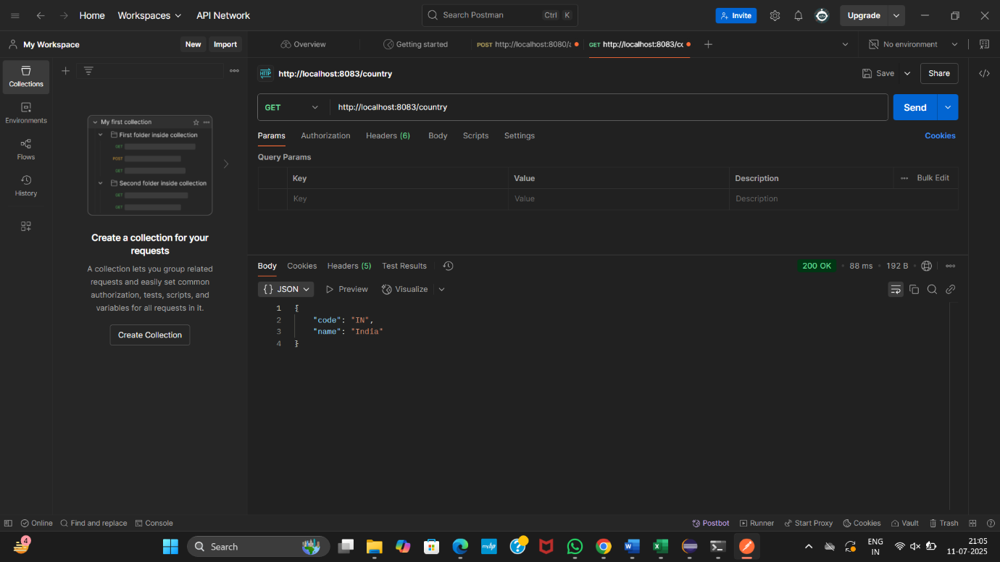 Home
Workspaces
API Network
Search Postman
Ctrl K
Invite
Upgrade
My Workspace
New
Import
Overview
Getting started
POST http://localhost:8080/a
GET http://localhost:8083/cc
No environment
Collections
Environments
Flows
History
My first collection
First folder inside collection
GET
POST
GET
Second folder inside collection
GET
GET
Create a collection for your
requests
A collection lets you group related
requests and easily set common
authorization, tests, scripts, and
variables for all requests in it.
Create Collection
HTTP
http://localhost:8083/country
Save
Share
GET
http://localhost:8083/country
Send
Params
Authorization
Headers (6)
Body
Scripts
Settings
Cookies
Query Params
Key
Value
Description
Bulk Edit
Key
Value
Description
Body
Cookies
Headers (5)
Test Results
200 OK
88 ms
192 B
{ } JSON
Preview
Visualize
1 {
2 "code": "IN",
3 "name": "India"
4 }
Online
Find and replace
Console
Postbot
Runner
Start Proxy
Cookies
Vault
Trash
4
Search
myhp
ENG
IN
21:05
11-07-2025